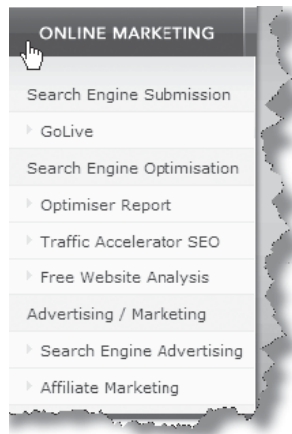 ONLINE MARKETING
Search Engine Submission
GoLive
Search Engine Optimisation
Optimiser Report
Traffic Accelerator SEO
Free Website Analysis
Advertising / Marketing
Search Engine Advertising
Affiliate Marketing